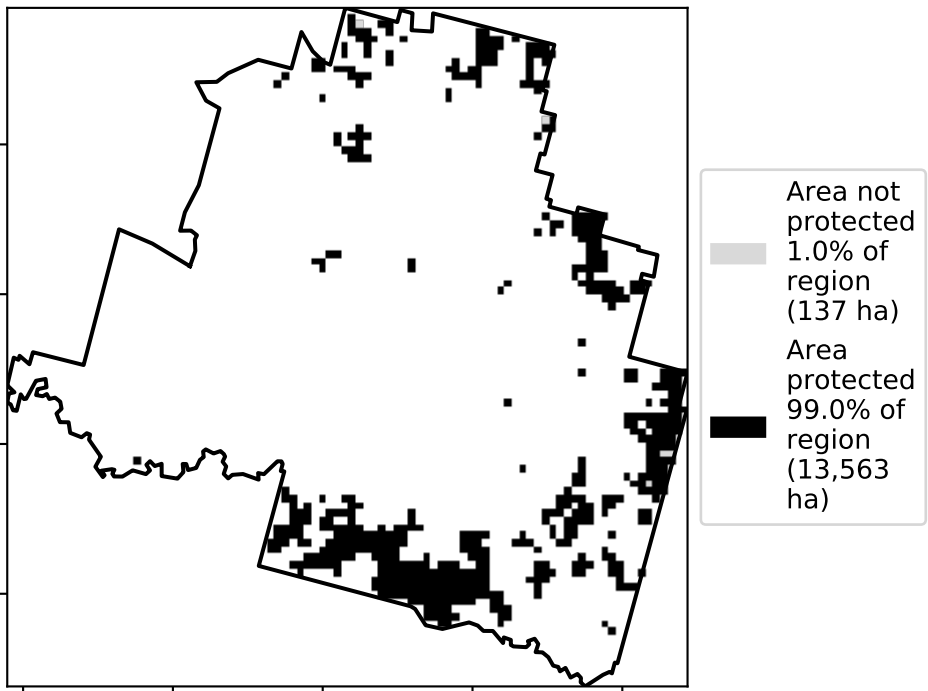 Area not
protected
1.0% of
region
(137 ha)
Area
protected
99.0% of
region
(13,563
ha)